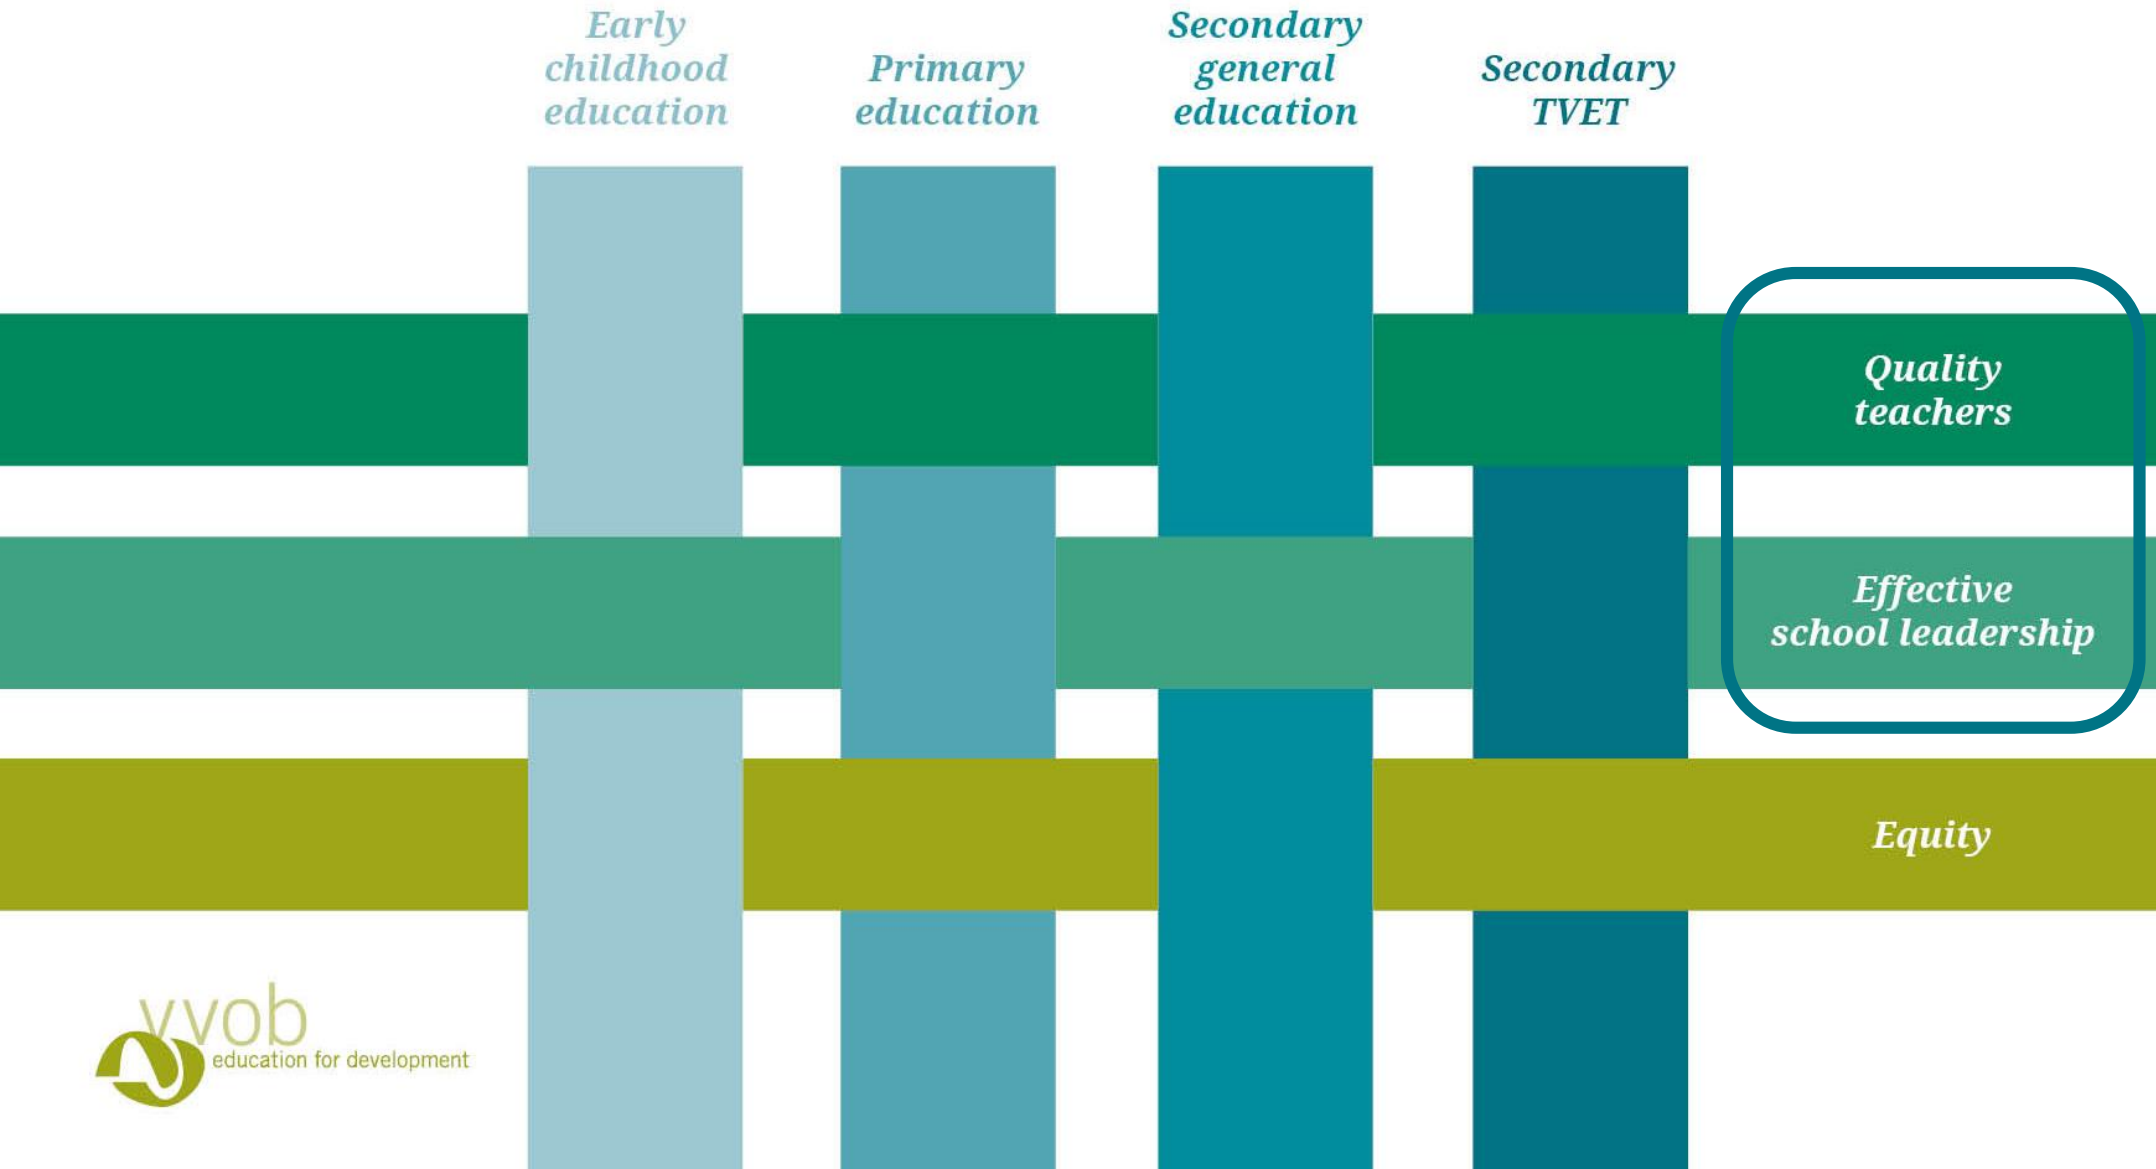 Early
childhood
education
Primary
education
Secondary
general
education
Secondary
TVET
Quality
teachers
Effective
school leadership
Equity
vvob
education for development